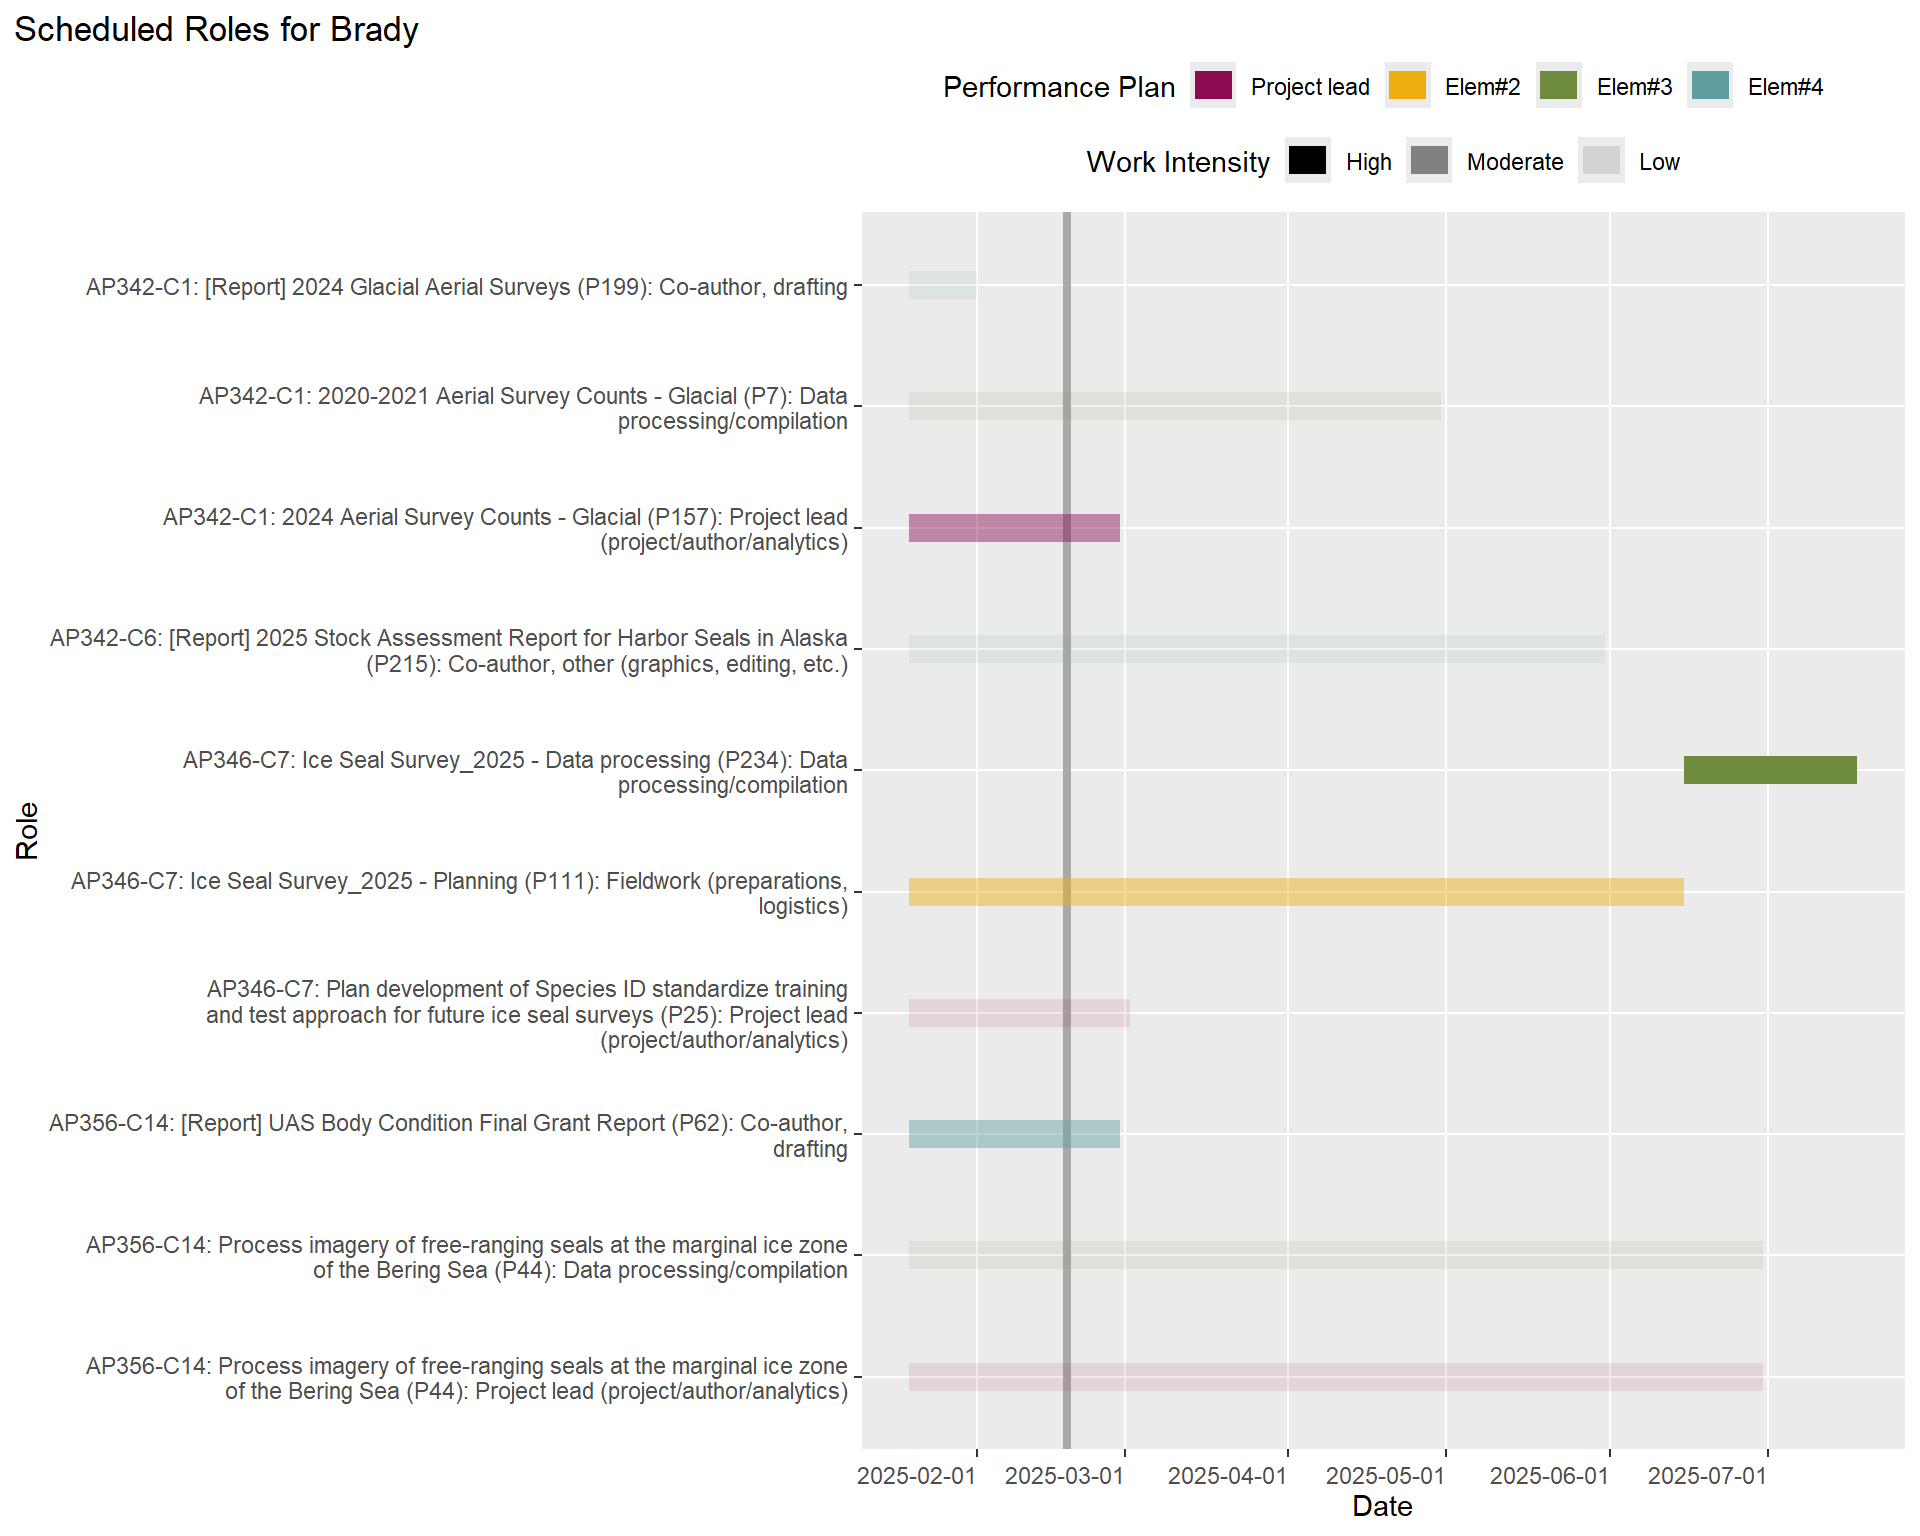 Scheduled Roles for Brady
Performance Plan Project lead Elem#2 Elem#3 Elem#4
Work Intensity High Moderate Low
AP342-C1: [Report] 2024 Glacial Aerial Surveys (P199): Co-author, drafting
AP342-C1: 2020-2021 Aerial Survey Counts - Glacial (P7): Data
processing/compilation
AP342-C1: 2024 Aerial Survey Counts - Glacial (P157): Project lead
(project/author/analytics)
AP342-C6: [Report] 2025 Stock Assessment Report for Harbor Seals in Alaska
(P215): Co-author, other (graphics, editing, etc.)
AP346-C7: Ice Seal Survey_2025 - Data processing (P234): Data
processing/compilation
AP346-C7: Ice Seal Survey_2025 - Planning (P111): Fieldwork (preparations,
logistics)
AP346-C7: Plan development of Species ID standardize training
and test approach for future ice seal surveys (P25): Project lead
(project/author/analytics)
AP356-C14: [Report] UAS Body Condition Final Grant Report (P62): Co-author,
drafting
AP356-C14: Process imagery of free-ranging seals at the marginal ice zone
of the Bering Sea (P44): Data processing/compilation
AP356-C14: Process imagery of free-ranging seals at the marginal ice zone
of the Bering Sea (P44): Project lead (project/author/analytics)
Role
2025-02-01 2025-03-01 2025-04-01 2025-05-01 2025-06-01 2025-07-01
Date